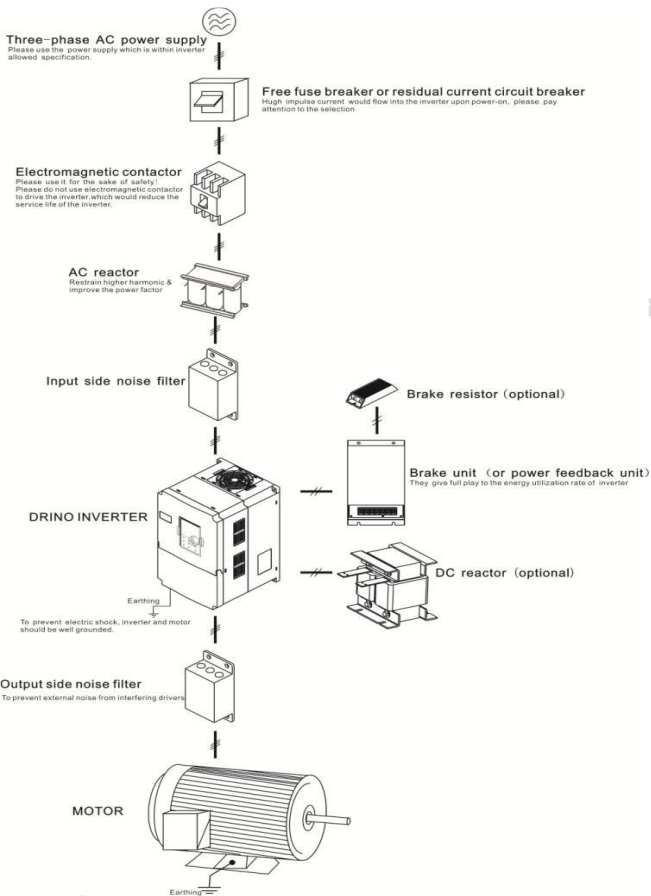 Three-phase AC power supply
Please use the power supply which is within inverter
allowed specification.
Free fuse breaker or residual current circuit breaker
Hugh impulse current would flow into the inverter upon power-on, please pay
attention to the selection
Electromagnetic contactor
Please use it for the sake of safety!
Please do not use electromagnetic contactor
to drive the inverter,which would reduce the
service life of the inverter.
AC reactor
Restrain higher harmonic &
improve the power factor
Input side noise filter
Brake resistor (optional)
Brake unit (or power feedback unit)
They give full play to the energy utilization rate of inverter
DRINO INVERTER
DC reactor (optional)
Earthing
To prevent electric shock, inverter and motor
should be well grounded.
Output side noise filter
To prevent external noise from interfering drivers
MOTOR
Earthing